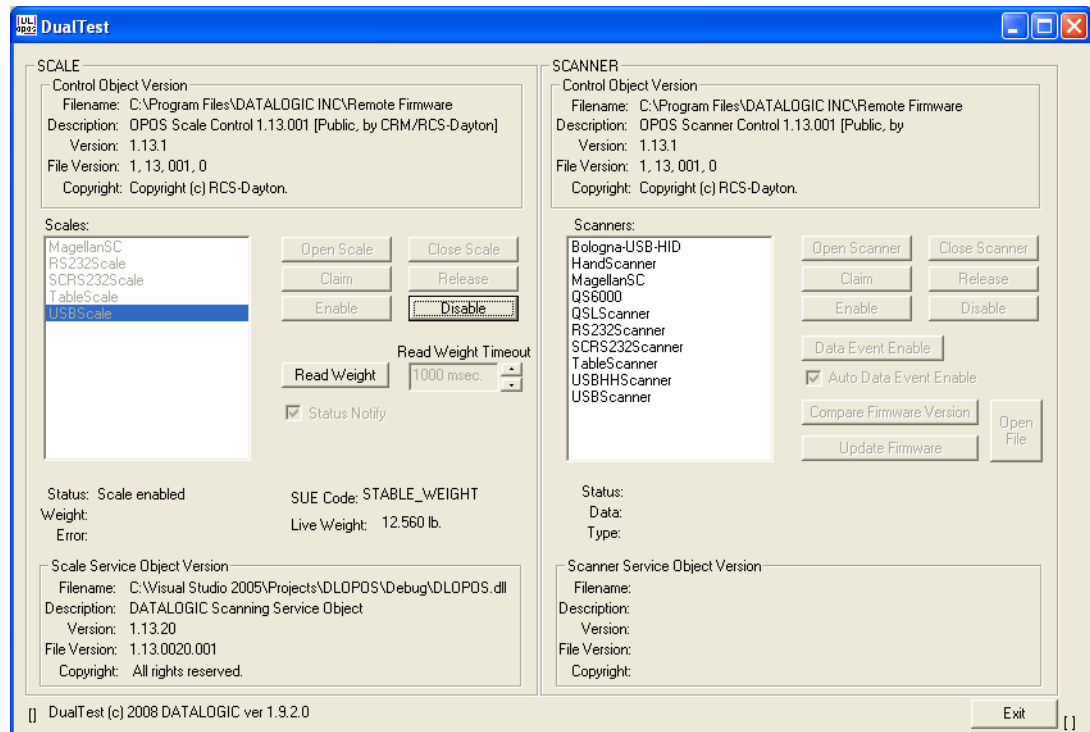 UL
opos
DualTest
SCALE
Control Object Version
Filename: C:\Program Files\DATALOGIC INC\Remote Firmware
Description: OPOS Scale Control 1.13.001 [Public, by CRM/RCS-Dayton]
Version: 1.13.1
File Version: 1, 13, 001, 0
Copyright: Copyright (c) RCS-Dayton.
Scales:
MagellanSC
RS232Scale
SCRS232Scale
TableScale
USBScale
Open Scale
Close Scale
Claim
Release
Enable
Disable
Read Weight Timeout
Read Weight
1000 msec.
Status Notify
Status: Scale enabled
SUE Code: STABLE_WEIGHT
Weight:
Live Weight: 12.560 lb.
Error:
Scale Service Object Version
Filename: C:\Visual Studio 2005\Projects\DLOPOS\Debug\DLOPOS.dll
Description: DATALOGIC Scanning Service Object
Version: 1.13.20
File Version: 1.13.0020.001
Copyright: All rights reserved.
SCANNER
Control Object Version
Filename: C:\Program Files\DATALOGIC INC\Remote Firmware
Description: OPOS Scanner Control 1.13.001 [Public, by
Version: 1.13.1
File Version: 1, 13, 001, 0
Copyright: Copyright (c) RCS-Dayton.
Scanners:
Bologna-USB-HID
HandScanner
MagellanSC
QS6000
QSLScanner
RS232Scanner
SCRS232Scanner
TableScanner
USBHHScanner
USBScanner
Open Scanner
Close Scanner
Claim
Release
Enable
Disable
Data Event Enable
Auto Data Event Enable
Compare Firmware Version
Update Firmware
Open
File
Status:
Data:
Type:
Scanner Service Object Version
Filename:
Description:
Version:
File Version:
Copyright:
[] DualTest (c) 2008 DATALOGIC ver 1.9.2.0
Exit
[ ]